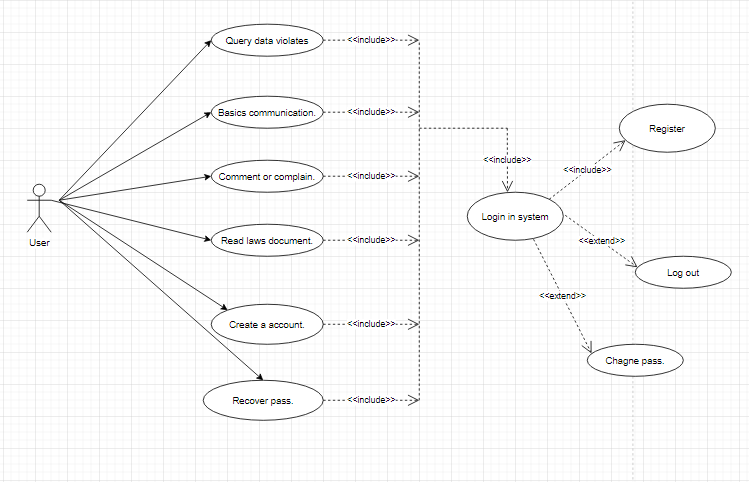 Query data violates
<<include>>
Basics communication.
<<include>>
Comment or complain.
<<include>>
Read laws document.
<<include>>
Create a account.
<<include>>
Recover pass.
<<include>>
User
<<include>>
Login in system
<<include>>
Register
<<extend>>
Log out
<<extend>>
Chagne pass.